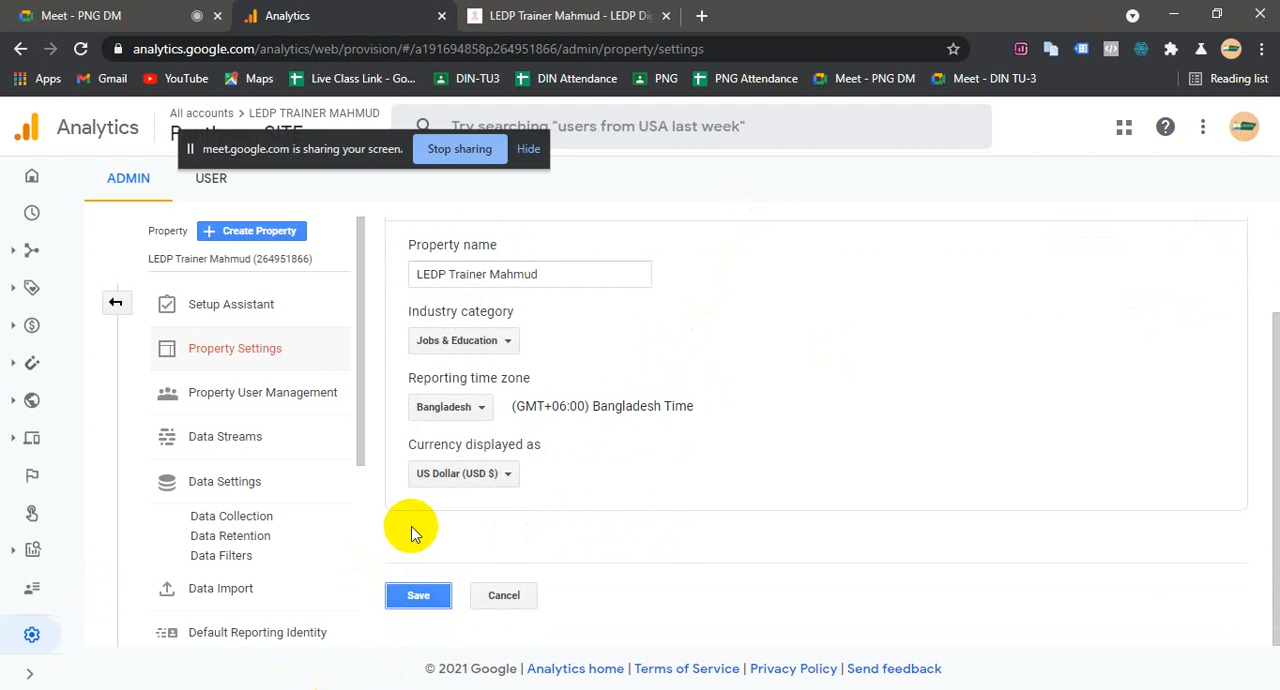 Meet - PNG DM
Analytics
LEDP Trainer Mahmud - LEDP Dig
analytics.google.com/analytics/web/provision/#/a191694858p264951866/admin/property/settings
Apps
Gmail
YouTube
Maps
Live Class Link - Go...
DIN-TU3
DIN Attendance
PNG
PNG Attendance
Meet - PNG DM
Meet - DIN TU-3
Reading list
Analytics
All accounts > LEDP TRAINER MAHMUD
Try searching "users from USA last week"
meet.google.com is sharing your screen.
Stop sharing
Hide
ADMIN
USER
Property
+ Create Property
LEDP Trainer Mahmud (264951866)
Setup Assistant
Property Settings
Property User Management
Data Streams
Data Settings
Data Collection
Data Retention
Data Filters
Data Import
Default Reporting Identity
Property name
LEDP Trainer Mahmud
Industry category
Jobs & Education
Reporting time zone
Bangladesh
(GMT+06:00) Bangladesh Time
Currency displayed as
US Dollar (USD $)
Save
Cancel
© 2021 Google | Analytics home | Terms of Service | Privacy Policy | Send feedback